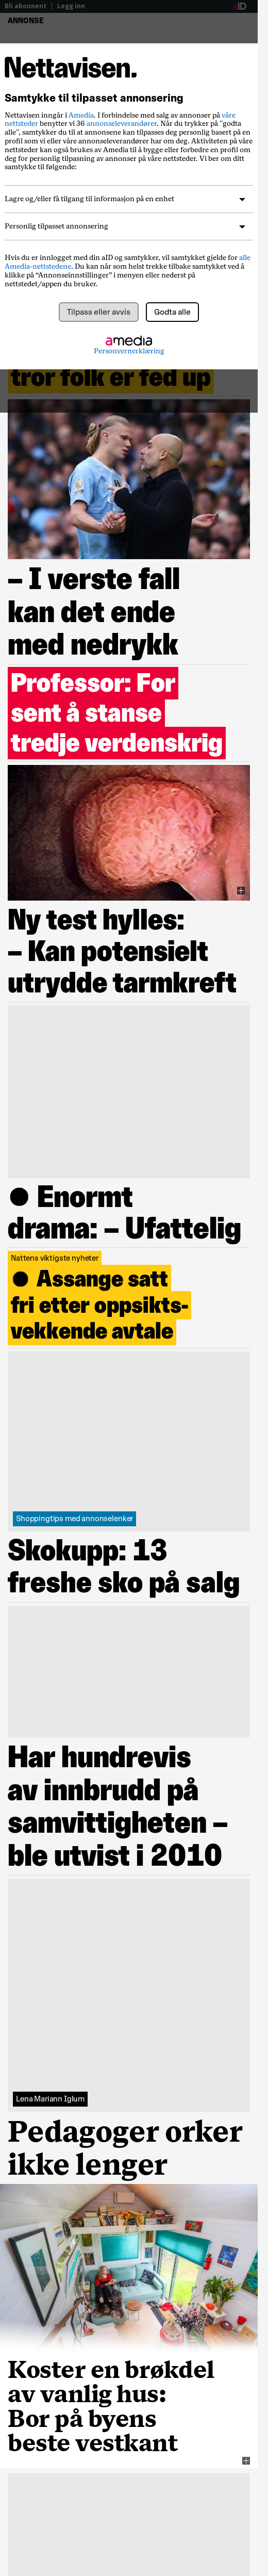 Bli abonnent | Logg inn
aID
ANNONSE
Nettavisen.
Samtykke til tilpasset annonsering
Nettavisen inngår i Amedia. I forbindelse med salg av annonser på våre
nettsteder benytter vi 36 annonseleverandører. Når du trykker på "godta
alle", samtykker du til at annonser kan tilpasses deg personlig basert på en
profil som vi eller våre annonseleverandører har om deg. Aktiviteten på våre
nettsteder kan også brukes av Amedia til å bygge eller forbedre en profil om
deg for personlig tilpasning av annonser på våre nettsteder. Vi ber om ditt
samtykke til følgende:
Lagre og/eller få tilgang til informasjon på en enhet
Personlig tilpasset annonsering
Hvis du er innlogget med din aID og samtykker, vil samtykket gjelde for alle
Amedia-nettstedene. Du kan når som helst trekke tilbake samtykket ved å
klikke på “Annonseinnstillinger” i menyen eller nederst på
nettstedet/appen du bruker.
Tilpass eller avvis
Godta alle
amedia
Personvernerklæring
tror folk er fed up
– I verste fall
kan det ende
med nedrykk
Professor: For
sent å stanse
tredje verdenskrig
Ny test hylles:
– Kan potensielt
utrydde tarmkreft
● Enormt
drama: – Ufattelig
Nattens viktigste nyheter
● Assange satt
fri etter oppsikts-
vekkende avtale
Shoppingtips med annonselenker
Skokupp: 13
freshe sko på salg
Har hundrevis
av innbrudd på
samvittigheten –
ble utvist i 2010
Lena Mariann Iglum
Pedagoger orker
ikke lenger
Koster en brøkdel
av vanlig hus:
Bor på byens
beste vestkant